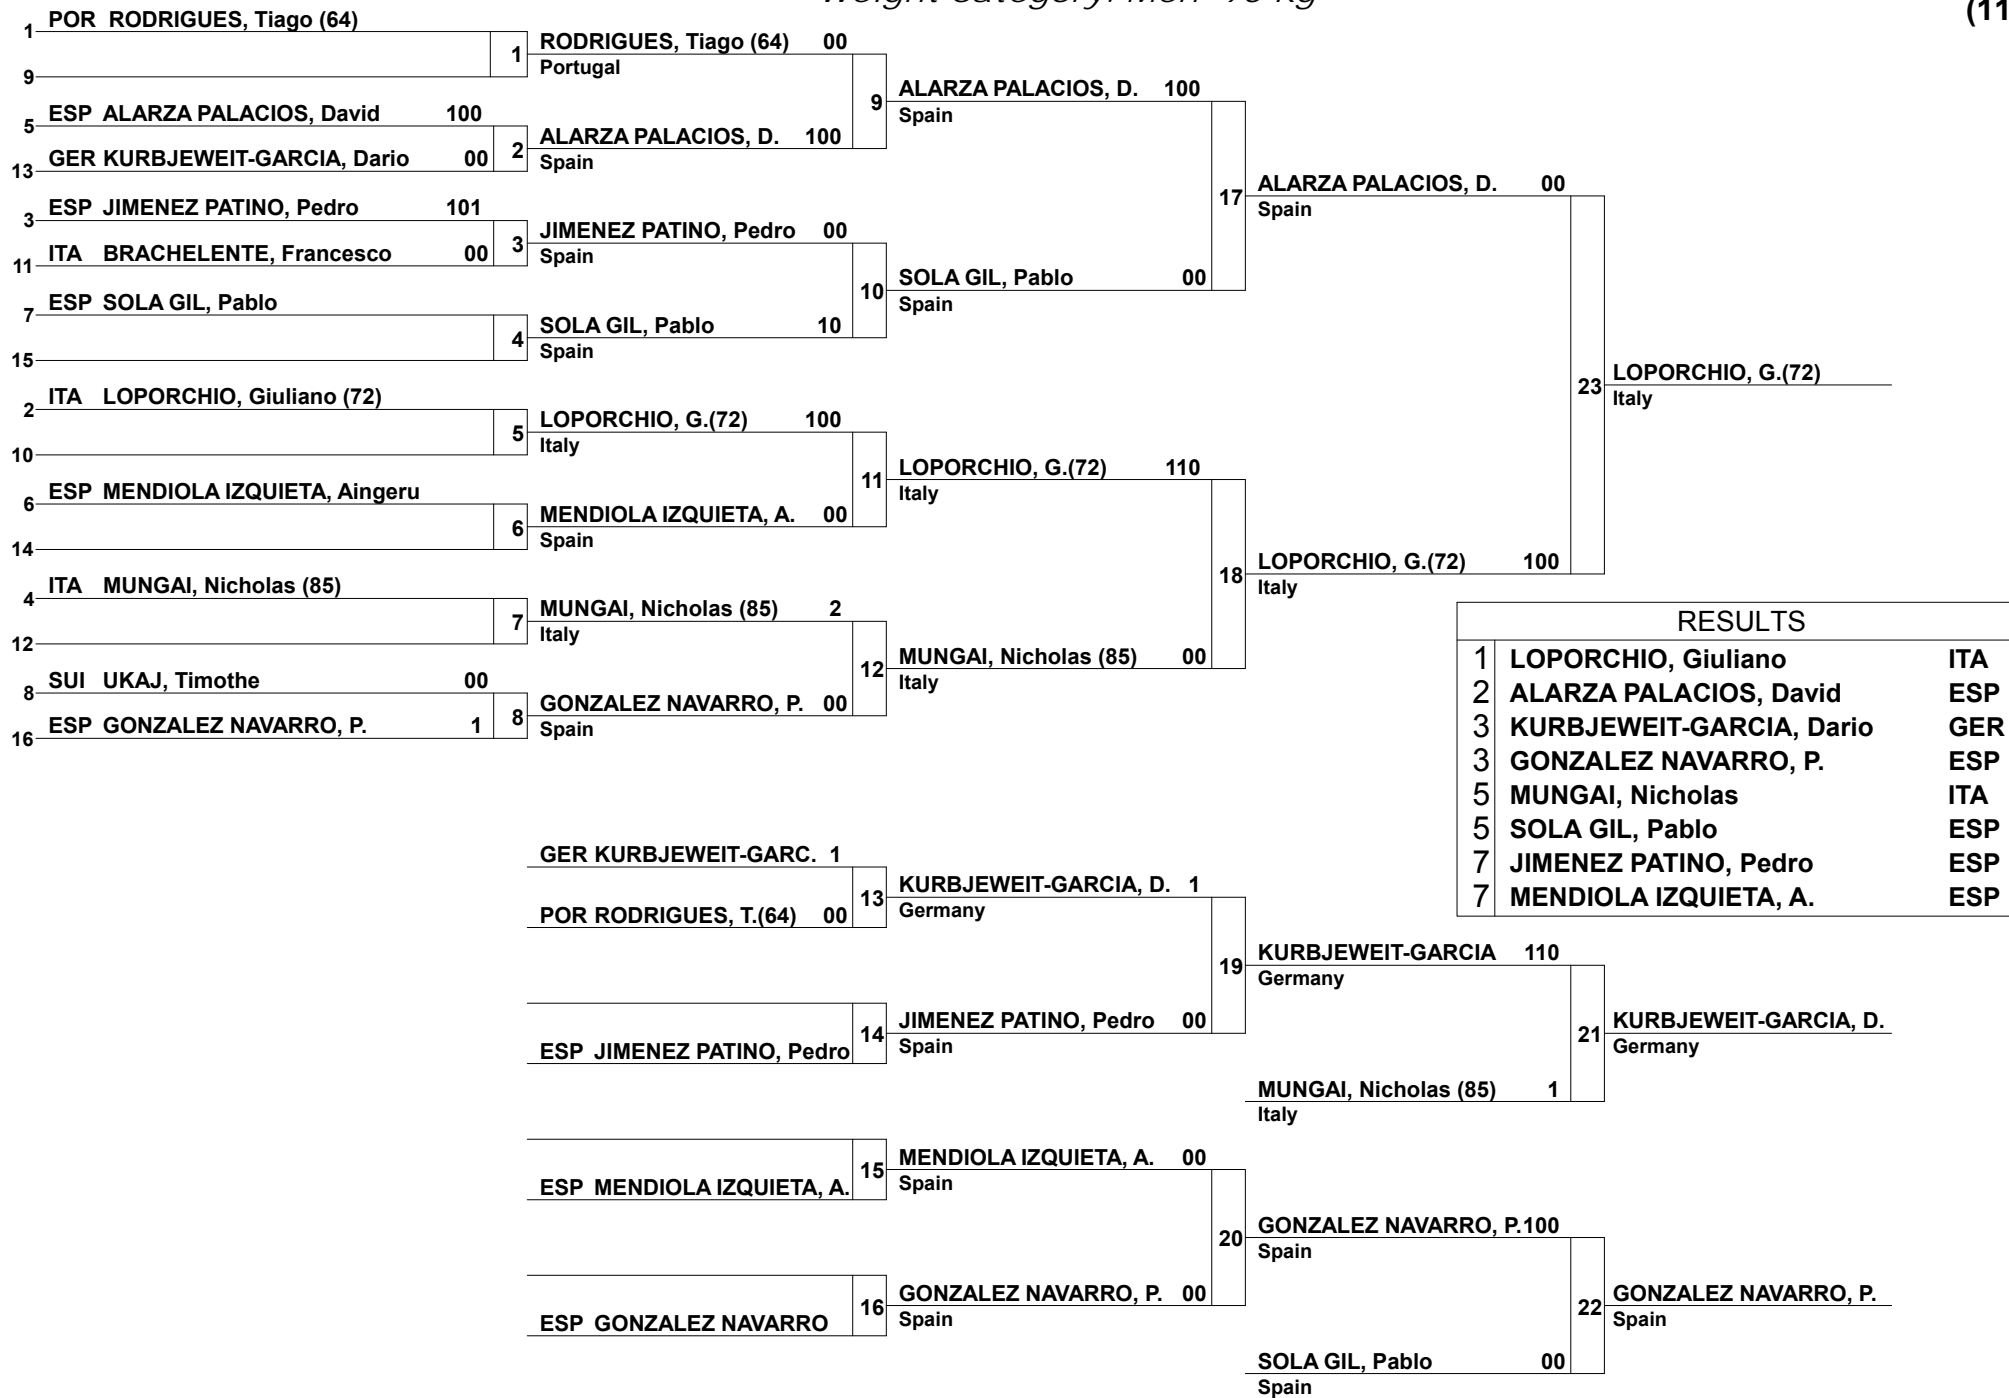 (11
1 POR RODRIGUES, Tiago (64)
9
1
5 ESP ALARZA PALACIOS, David 100
13 GER KURBJEWEIT-GARCIA, Dario 00
2
3 ESP JIMENEZ PATINO, Pedro 101
11 ITA BRACHELENTE, Francesco 00
3
7 ESP SOLA GIL, Pablo
15
4
2 ITA LOPORCHIO, Giuliano (72)
10
5
6 ESP MENDIOLA IZQUIETA, Aingeru
14
6
4 ITA MUNGAI, Nicholas (85)
12
7
8 SUI UKAJ, Timothe 00
16 ESP GONZALEZ NAVARRO, P. 1
8
RODRIGUES, Tiago (64) 00
Portugal
9
ALARZA PALACIOS, D. 100
Spain
JIMENEZ PATINO, Pedro 00
Spain
10
SOLA GIL, Pablo 10
Spain
LOPORCHIO, G.(72) 100
Italy
11
MENDIOLA IZQUIETA, A. 00
Spain
MUNGAI, Nicholas (85) 2
Italy
12
GONZALEZ NAVARRO, P. 00
Spain
ALARZA PALACIOS, D. 100
Spain
17
SOLA GIL, Pablo 00
Spain
LOPORCHIO, G.(72) 110
Italy
18
MUNGAI, Nicholas (85) 00
Italy
ALARZA PALACIOS, D. 00
Spain
23
LOPORCHIO, G.(72) 100
Italy
LOPORCHIO, G.(72)
Italy
RESULTS
1 LOPORCHIO, Giuliano ITA
2 ALARZA PALACIOS, David ESP
3 KURBJEWEIT-GARCIA, Dario GER
3 GONZALEZ NAVARRO, P. ESP
5 MUNGAI, Nicholas ITA
5 SOLA GIL, Pablo ESP
7 JIMENEZ PATINO, Pedro ESP
7 MENDIOLA IZQUIETA, A. ESP
GER KURBJEWEIT-GARC. 1
POR RODRIGUES, T.(64) 00
13
ESP JIMENEZ PATINO, Pedro
14
ESP MENDIOLA IZQUIETA, A.
15
ESP GONZALEZ NAVARRO
16
KURBJEWEIT-GARCIA, D. 1
Germany
19
JIMENEZ PATINO, Pedro 00
Spain
MENDIOLA IZQUIETA, A. 00
Spain
20
GONZALEZ NAVARRO, P. 00
Spain
KURBJEWEIT-GARCIA 110
Germany
21
MUNGAI, Nicholas (85) 1
Italy
GONZALEZ NAVARRO, P.100
Spain
22
SOLA GIL, Pablo 00
Spain
KURBJEWEIT-GARCIA, D.
Germany
GONZALEZ NAVARRO, P.
Spain